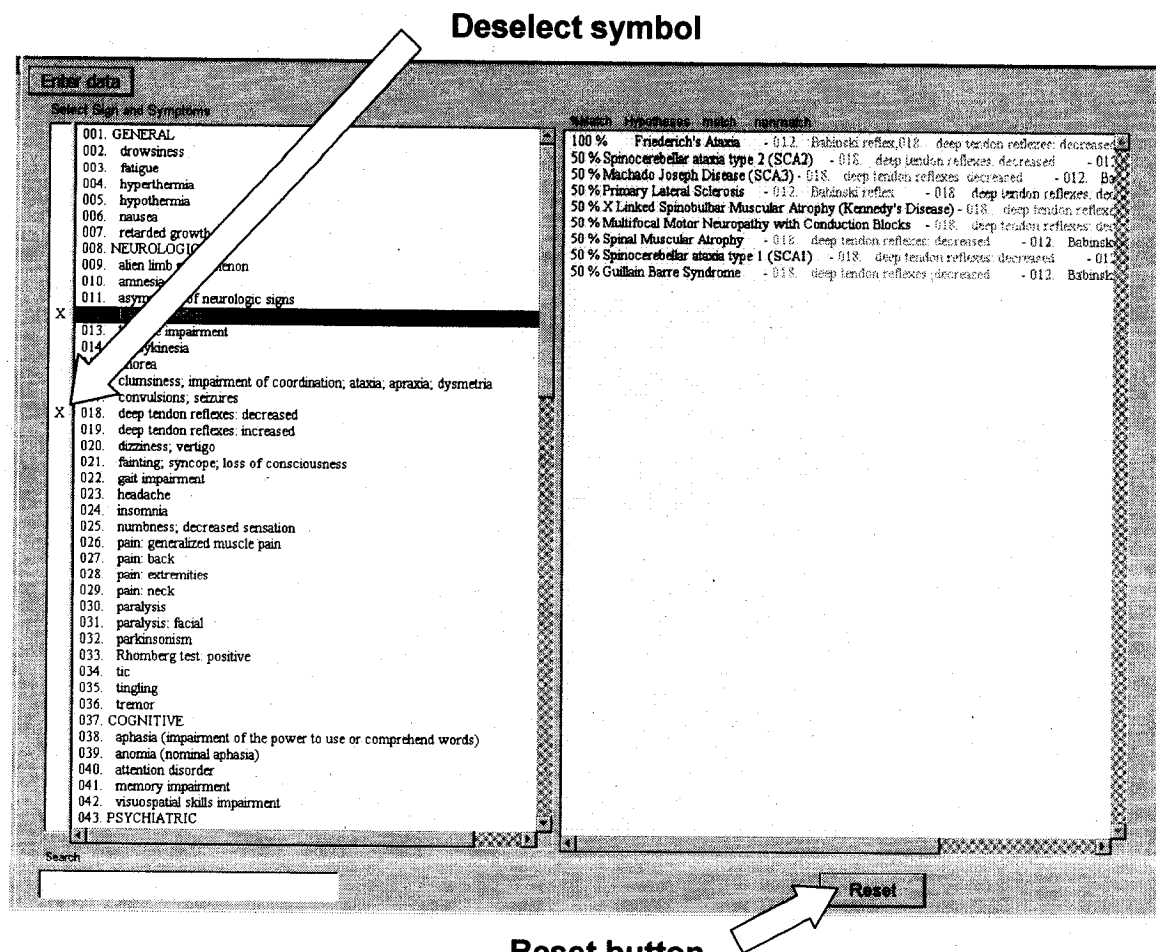 Deselect symbol
Enter data
Select Sign and Symptoms
001. GENERAL
002. drowsiness
003. fatigue
004. hyperthermia
005. hypothermia
006. nausea
007. retarded growth
008. NEUROLOGIC
009. alien limb
010. amnesia
011. of neurologic signs
X
013. impairment
014.
clumsiness; impairment of coordination; ataxia; apraxia; dysmetria
convulsions; seizures
X 018. deep tendon reflexes: decreased
019. deep tendon reflexes: increased
020. dizziness; vertigo
021. fainting; syncope; loss of consciousness
022. gait impairment
023. headache
024. insomnia
025. numbness; decreased sensation
026. pain: generalized muscle pain
027. pain: back
028. pain: extremities
029. pain: neck
030. paralysis
031. paralysis: facial
032. parkinsonism
033. Rhomberg test: positive
034. tic
035. tingling
036. tremor
037. COGNITIVE
038. aphasia (impairment of the power to use or comprehend words)
039. anomia (nominal aphasia)
040. attention disorder
041. memory impairment
042. visuospatial skills impairment
043. PSYCHIATRIC
Search
%Match Hypotheses match nonmatch
100 % Friederich's Ataxia - 012. Babinski reflex,018. deep tendon reflexes: decreased
50 % Spinocerebellar ataxia type 2 (SCA2) - 018. deep tendon reflexes: decreased - 012
50 % Machado Joseph Disease (SCA3) - 018. deep tendon reflexes: decreased - 012. Ba
50 % Primary Lateral Sclerosis - 012. Babinski reflex - 018. deep tendon reflexes: dec
50 % X Linked Spinobulbar Muscular Atrophy (Kennedy's Disease) - 018. deep tendon reflexe
50 % Multifocal Motor Neuropathy with Conduction Blocks - 018. deep tendon reflexes: dec
50 % Spinal Muscular Atrophy - 018. deep tendon reflexes: decreased - 012. Babinsk
50 % Spinocerebellar ataxia type 1 (SCA1) - 018. deep tendon reflexes: decreased - 012
50 % Guillain Barre Syndrome - 018. deep tendon reflexes: decreased - 012. Babinsk
Reset
Reset button